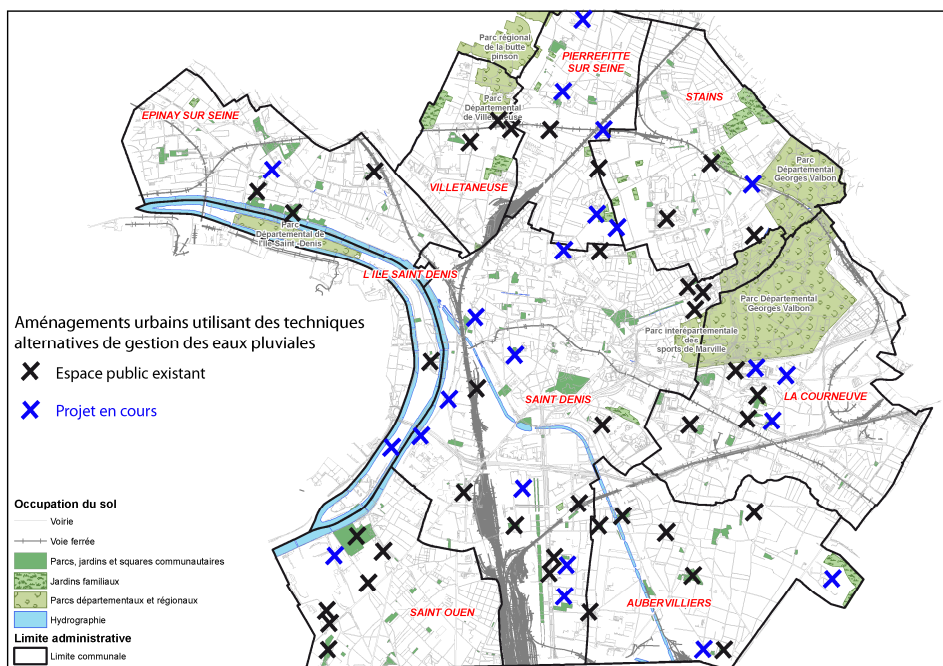 Parc régional
de la butte
pinson
PIERREFITTE
SUR SEINE
STAINS
EPINAY SUR SEINE
Parc
Départemental
de Villetaneuse
Parc
Départemental
Georges Valbon
VILLETANEUSE
Parc
Départemental de
l'Ile Saint-Denis
L'ILE SAINT DENIS
Parc Départemental
Georges Valbon
Aménagements urbains utilisant des techniques
alternatives de gestion des eaux pluviales
Parc interdépartementale
des
sports de Marville
Espace public existant
SAINT DENIS
LA COURNEUVE
Projet en cours
Occupation du sol
Voirie
Voie ferrée
Parcs, jardins et squares communautaires
Jardins familiaux
Parcs départementaux et régionaux
Hydrographie
SAINT OUEN
AUBERVILLIERS
Limite administrative
Limite communale